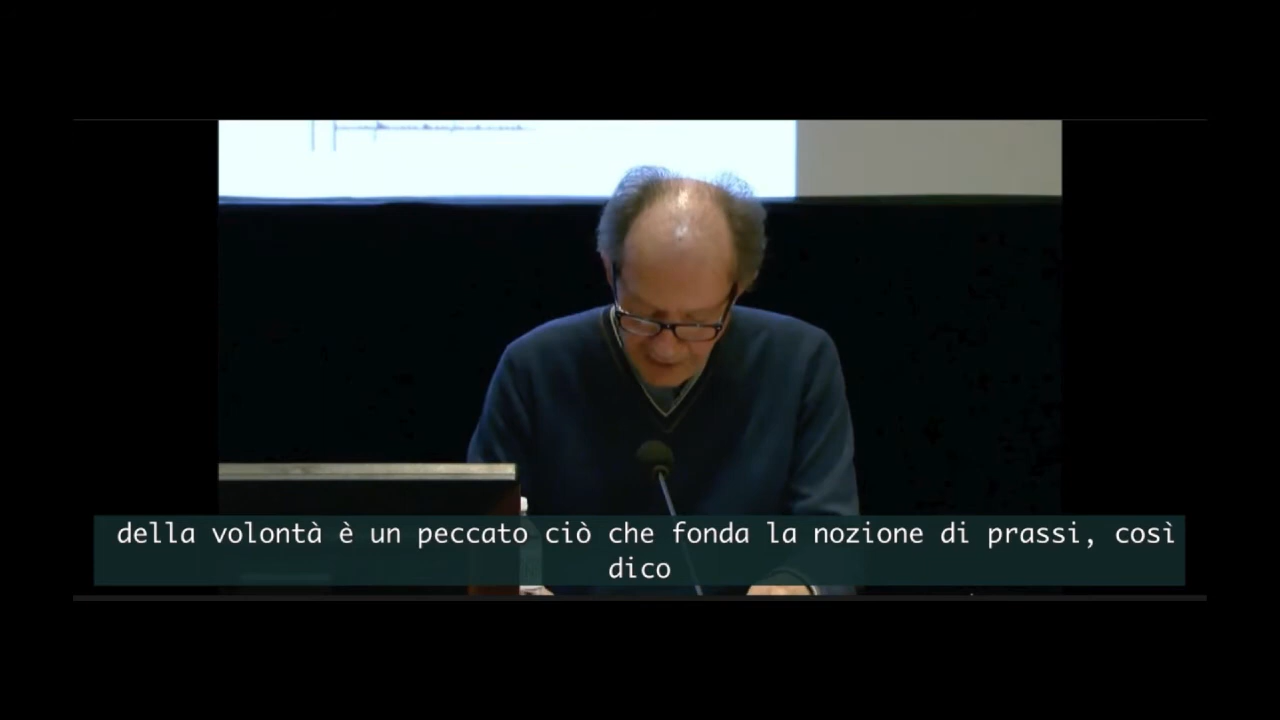 della volontà è un peccato ciò che fonda la nozione di prassi, così
dico